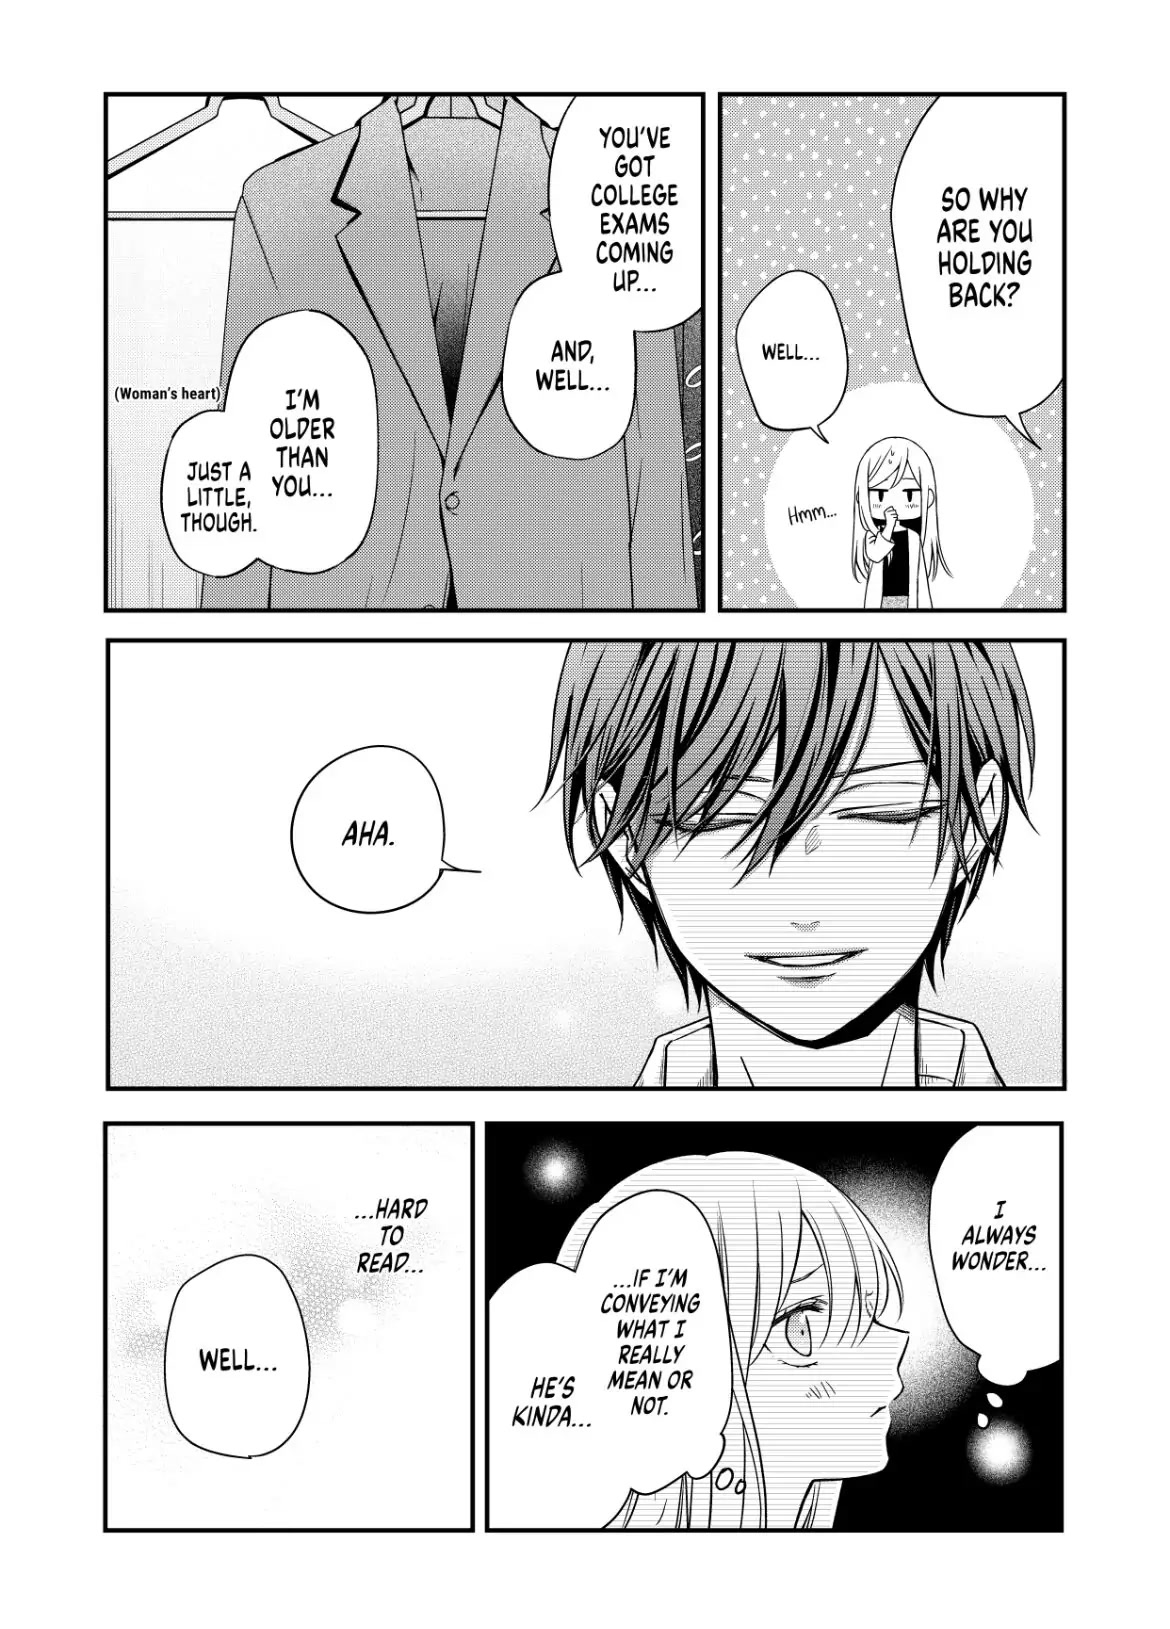 SO WHY
ARE YOU
HOLDING
BACK?
WELL...
Hmm...
YOU'VE
GOT
COLLEGE
EXAMS
COMING
UP...
AND,
WELL...
I'M
OLDER
THAN
YOU...
JUST A
LITTLE,
THOUGH.
(Woman's heart)
AHA.
I
ALWAYS
WONDER...
...IF I'M
CONVEYING
WHAT I
REALLY
MEAN OR
NOT.
HE'S
KINDA...
...HARD
TO
READ...
WELL...